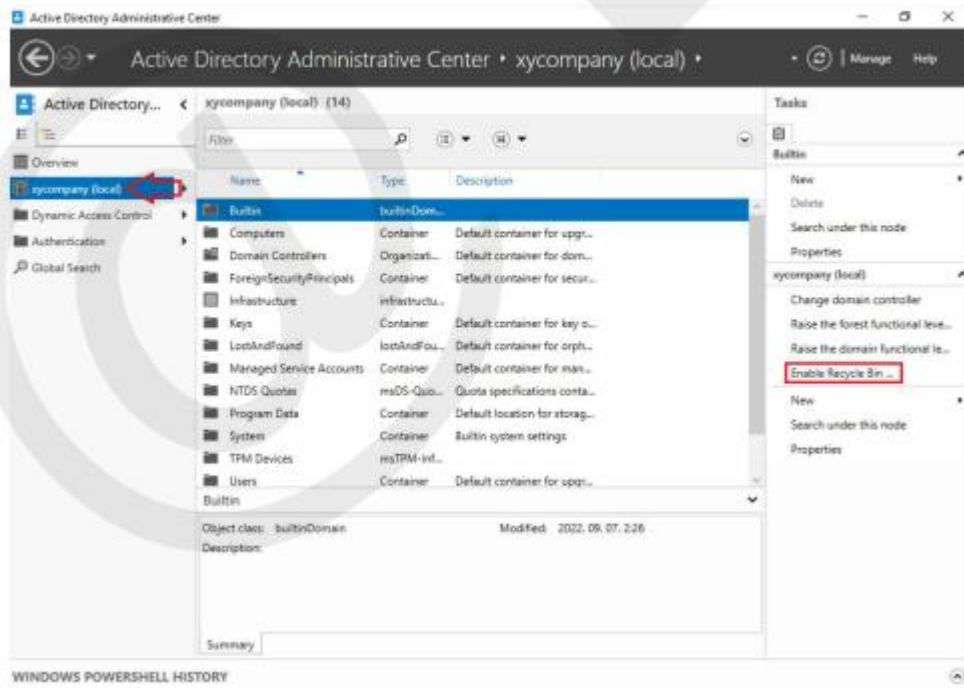 Active Directory Administrative Center
Active Directory Administrative Center • xycompany (local) •
Manage Help
Active Directory...
Overview
xycompany (local)
Dynamic Access Control
Authentication
Global Search
xycompany (local) (14)
Filter
Name Type Description
Builtin builtinDom...
Computers Container Default container for upgr...
Domain Controllers Organizati... Default container for dom...
ForeignSecurityPrincipals Container Default container for secur...
Infrastructure infrastructu...
Keys Container Default container for key o...
LostAndFound lostAndFou... Default container for orph...
Managed Service Accounts Container Default container for man...
NTDS Quotas msDS-Quo... Quota specifications conta...
Program Data Container Default location for storag...
System Container Builtin system settings
TPM Devices msTPM-Inf...
Users Container Default container for upgr...
Builtin
Object class: builtinDomain Modified: 2022. 09. 07. 2:26
Description:
Summary
Tasks
Builtin
New
Delete
Search under this node
Properties
xycompany (local)
Change domain controller
Raise the forest functional leve...
Raise the domain functional le...
Enable Recycle Bin ...
New
Search under this node
Properties
WINDOWS POWERSHELL HISTORY